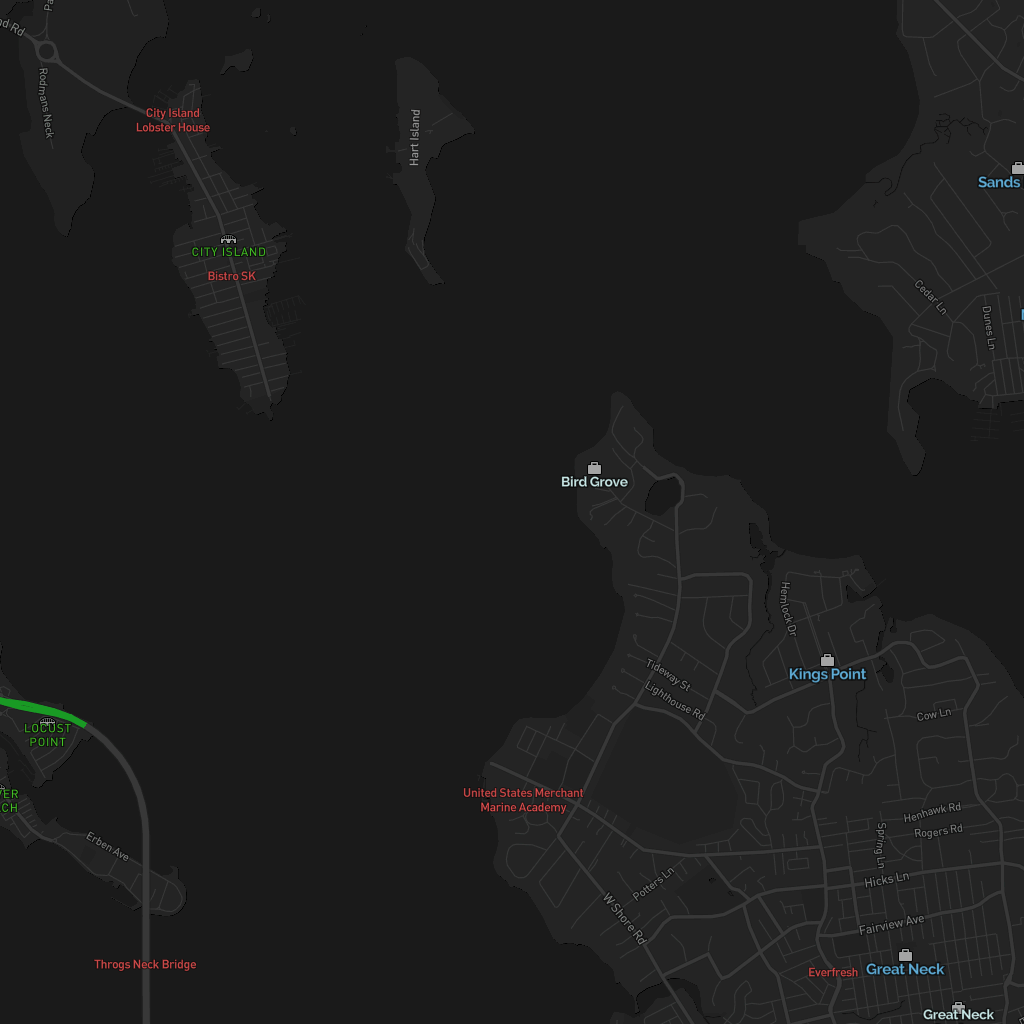 Rodmans Neck
City Island
Lobster House
Hart Island
Sands
CITY ISLAND
Bistro SK
Cedar Ln
Dunes Ln
Bird Grove
Hemlock Dr
Tideway St
Lighthouse Rd
Kings Point
Cow Ln
LOCUST
POINT
United States Merchant
Marine Academy
Henhawk Rd
Rogers Rd
Spring Ln
Erben Ave
Potters Ln
Hicks Ln
W Shore Rd
Fairview Ave
Throgs Neck Bridge
Everfresh
Great Neck
Great Neck